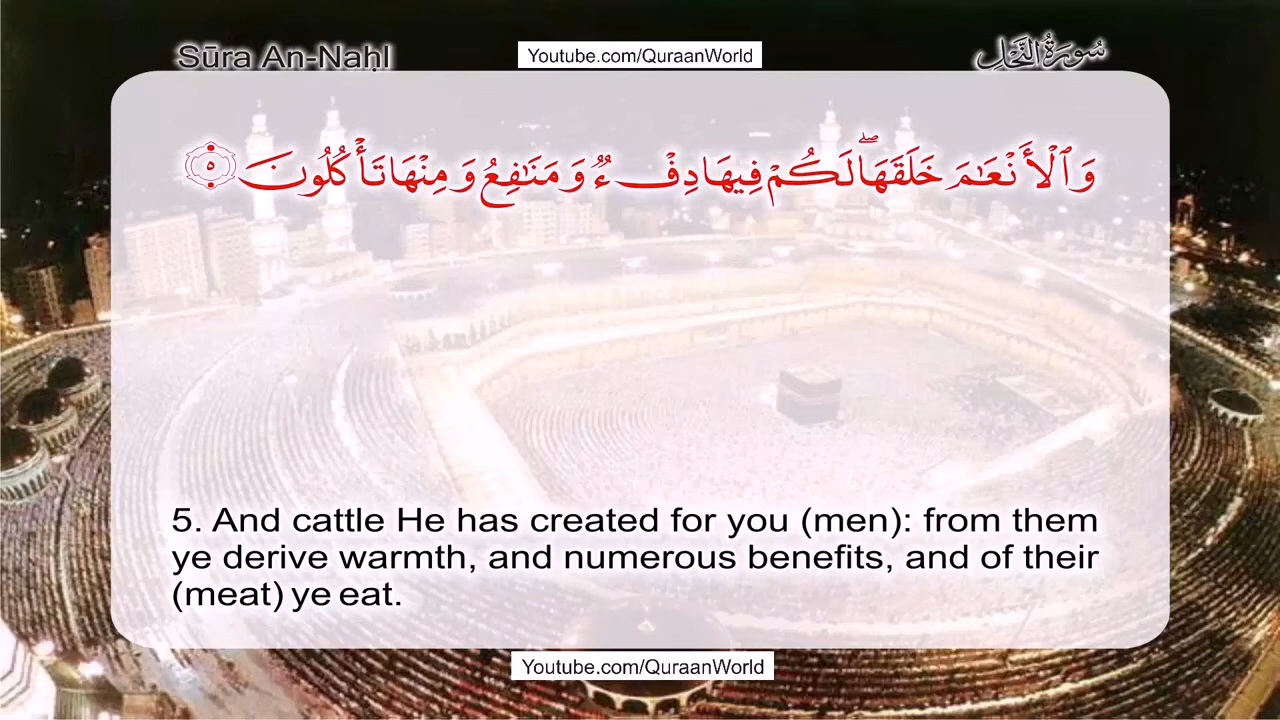 Sūra An-Naḥl
Youtube.com/QuraanWorld
سُورَةُ النَّحْلِ
وَٱلْأَنْعَٰمَ خَلَقَهَا ۖ لَكُمْ فِيهَا دِفْءٌ وَمَنَٰفِعُ وَمِنْهَا تَأْكُلُونَ ٥
5. And cattle He has created for you (men): from them
ye derive warmth, and numerous benefits, and of their
(meat) ye eat.
Youtube.com/QuraanWorld